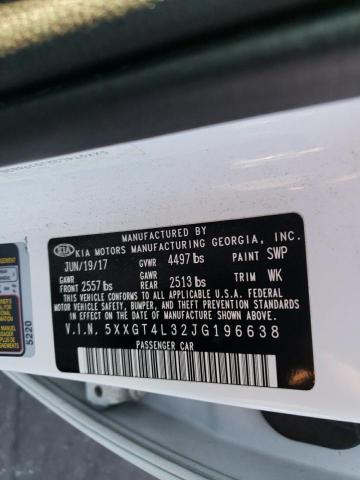 MANUFACTURED BY
KIA KIA MOTORS MANUFACTURING GEORGIA, INC.
JUN/19/17 GVWR 4497 lbs PAINT SWP
GAWR FRONT 2557 lbs GAWR REAR 2513 lbs TRIM WK
THIS VEHICLE CONFORMS TO ALL APPLICABLE U.S.A. FEDERAL
MOTOR VEHICLE SAFETY, BUMPER, AND THEFT PREVENTION STANDARDS
IN EFFECT ON THE DATE OF MANUFACTURE SHOWN ABOVE.
V.I.N. 5XXGT4L32JG196638
PASSENGER CAR
5220